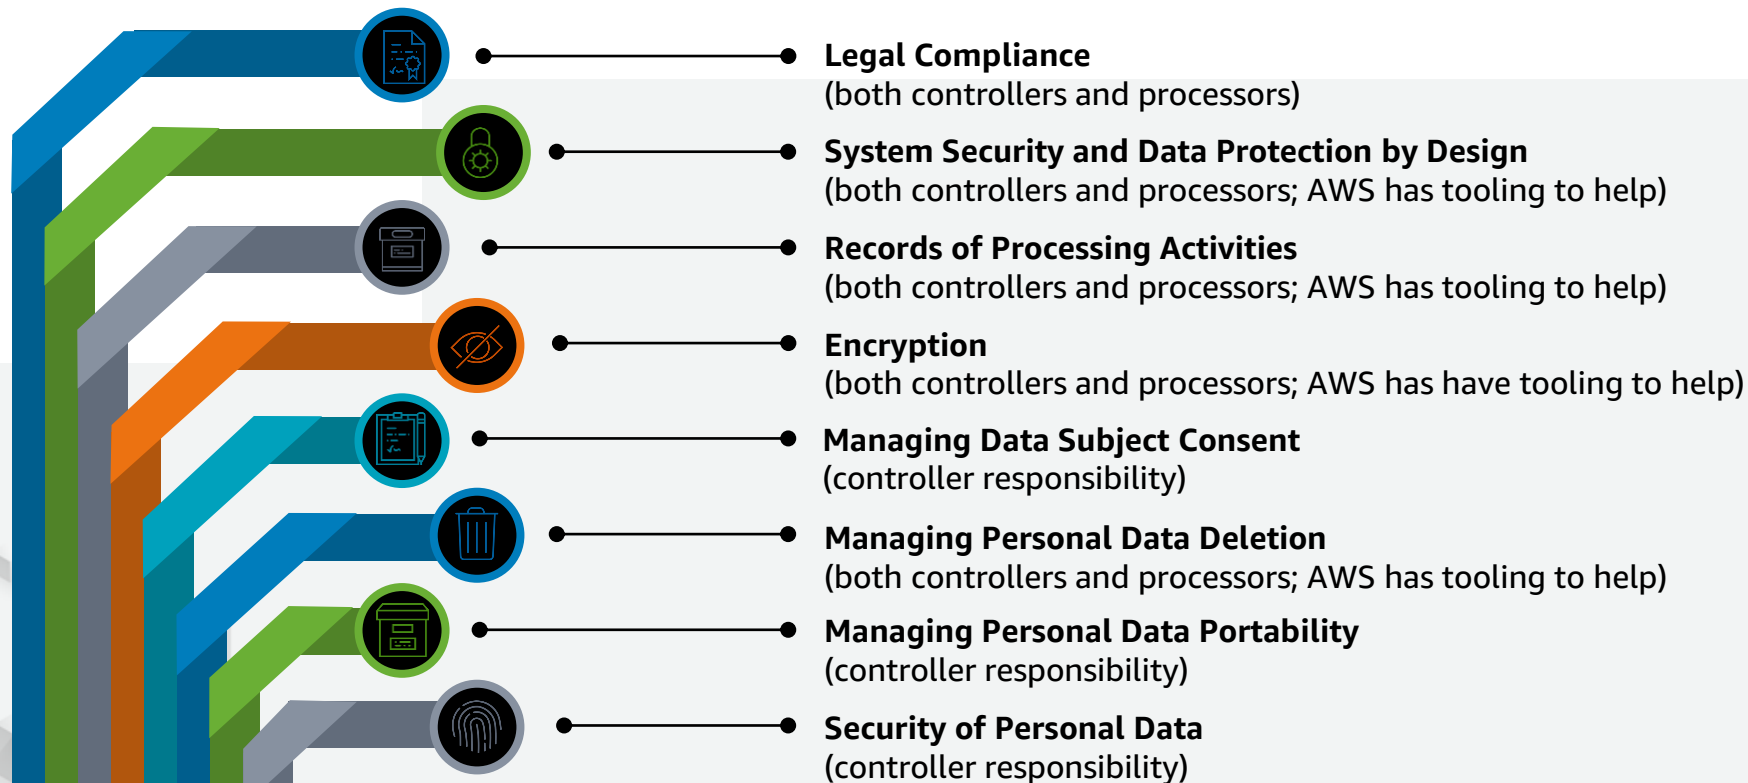 Legal Compliance
(both controllers and processors)
System Security and Data Protection by Design
(both controllers and processors; AWS has tooling to help)
Records of Processing Activities
(both controllers and processors; AWS has tooling to help)
Encryption
(both controllers and processors; AWS has have tooling to help)
Managing Data Subject Consent
(controller responsibility)
Managing Personal Data Deletion
(both controllers and processors; AWS has tooling to help)
Managing Personal Data Portability
(controller responsibility)
Security of Personal Data
(controller responsibility)